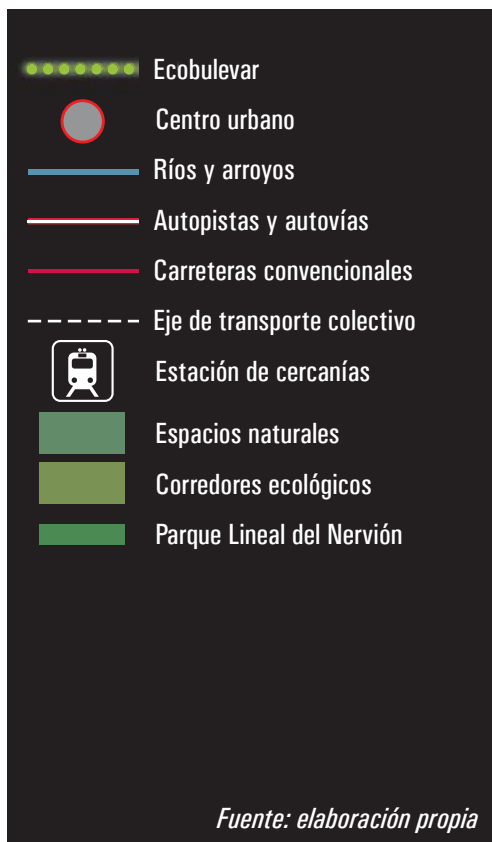 Ecobulevar
Centro urbano
Ríos y arroyos
Autopistas y autovías
Carreteras convencionales
Eje de transporte colectivo
Estación de cercanías
Espacios naturales
Corredores ecológicos
Parque Lineal del Nervión
Fuente: elaboración propia